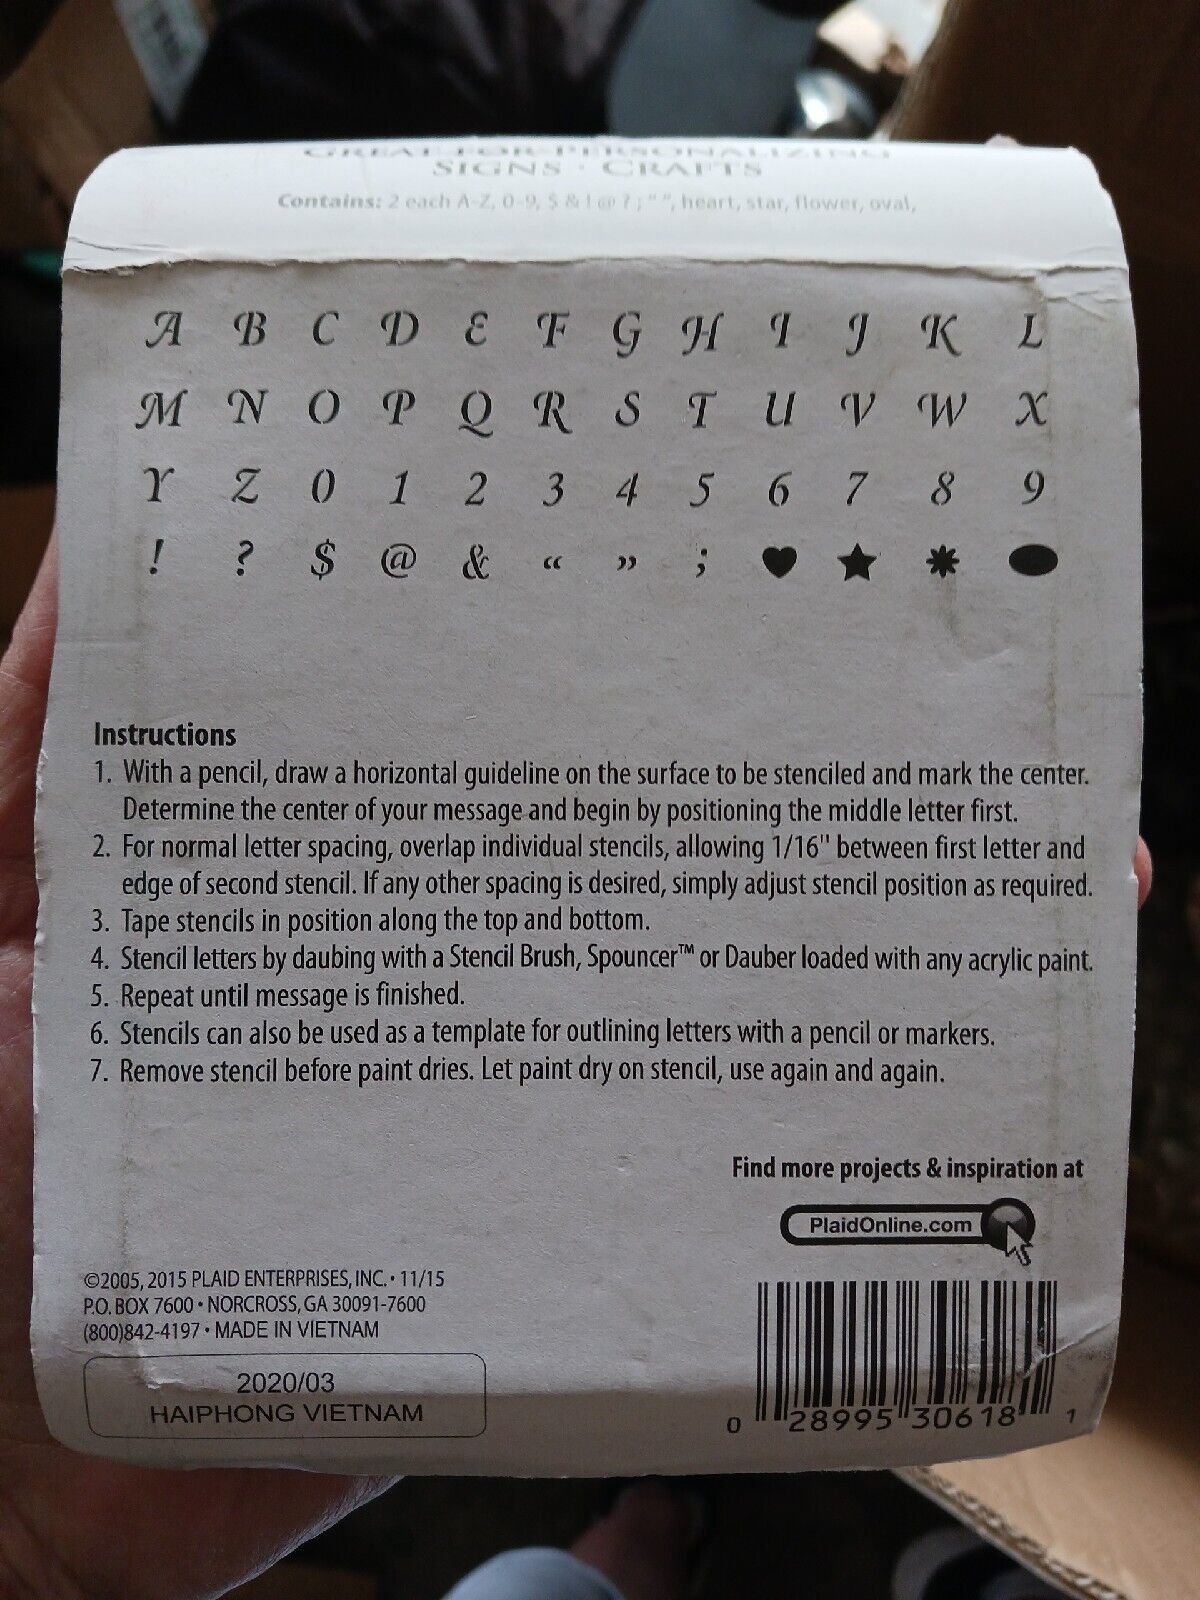 GREAT FOR PERSONALIZING
SIGNS · CRAFTS
Contains: 2 each A-Z, 0-9, $ & ! @ ? ; “ ”, heart, star, flower, oval,
A B C D E F G H I J K L
M N O P Q R S T U V W X
Y Z 0 1 2 3 4 5 6 7 8 9
! ? $ @ & “ ” ; ♥ ★ ✷ ⬬
Instructions
1. With a pencil, draw a horizontal guideline on the surface to be stenciled and mark the center.
Determine the center of your message and begin by positioning the middle letter first.
2. For normal letter spacing, overlap individual stencils, allowing 1/16" between first letter and
edge of second stencil. If any other spacing is desired, simply adjust stencil position as required.
3. Tape stencils in position along the top and bottom.
4. Stencil letters by daubing with a Stencil Brush, Spouncer™ or Dauber loaded with any acrylic paint.
5. Repeat until message is finished.
6. Stencils can also be used as a template for outlining letters with a pencil or markers.
7. Remove stencil before paint dries. Let paint dry on stencil, use again and again.
Find more projects & inspiration at
PlaidOnline.com
©2005, 2015 PLAID ENTERPRISES, INC. • 11/15
P.O. BOX 7600 • NORCROSS, GA 30091-7600
(800)842-4197 • MADE IN VIETNAM
2020/03
HAIPHONG VIETNAM
0 28995 30618 1